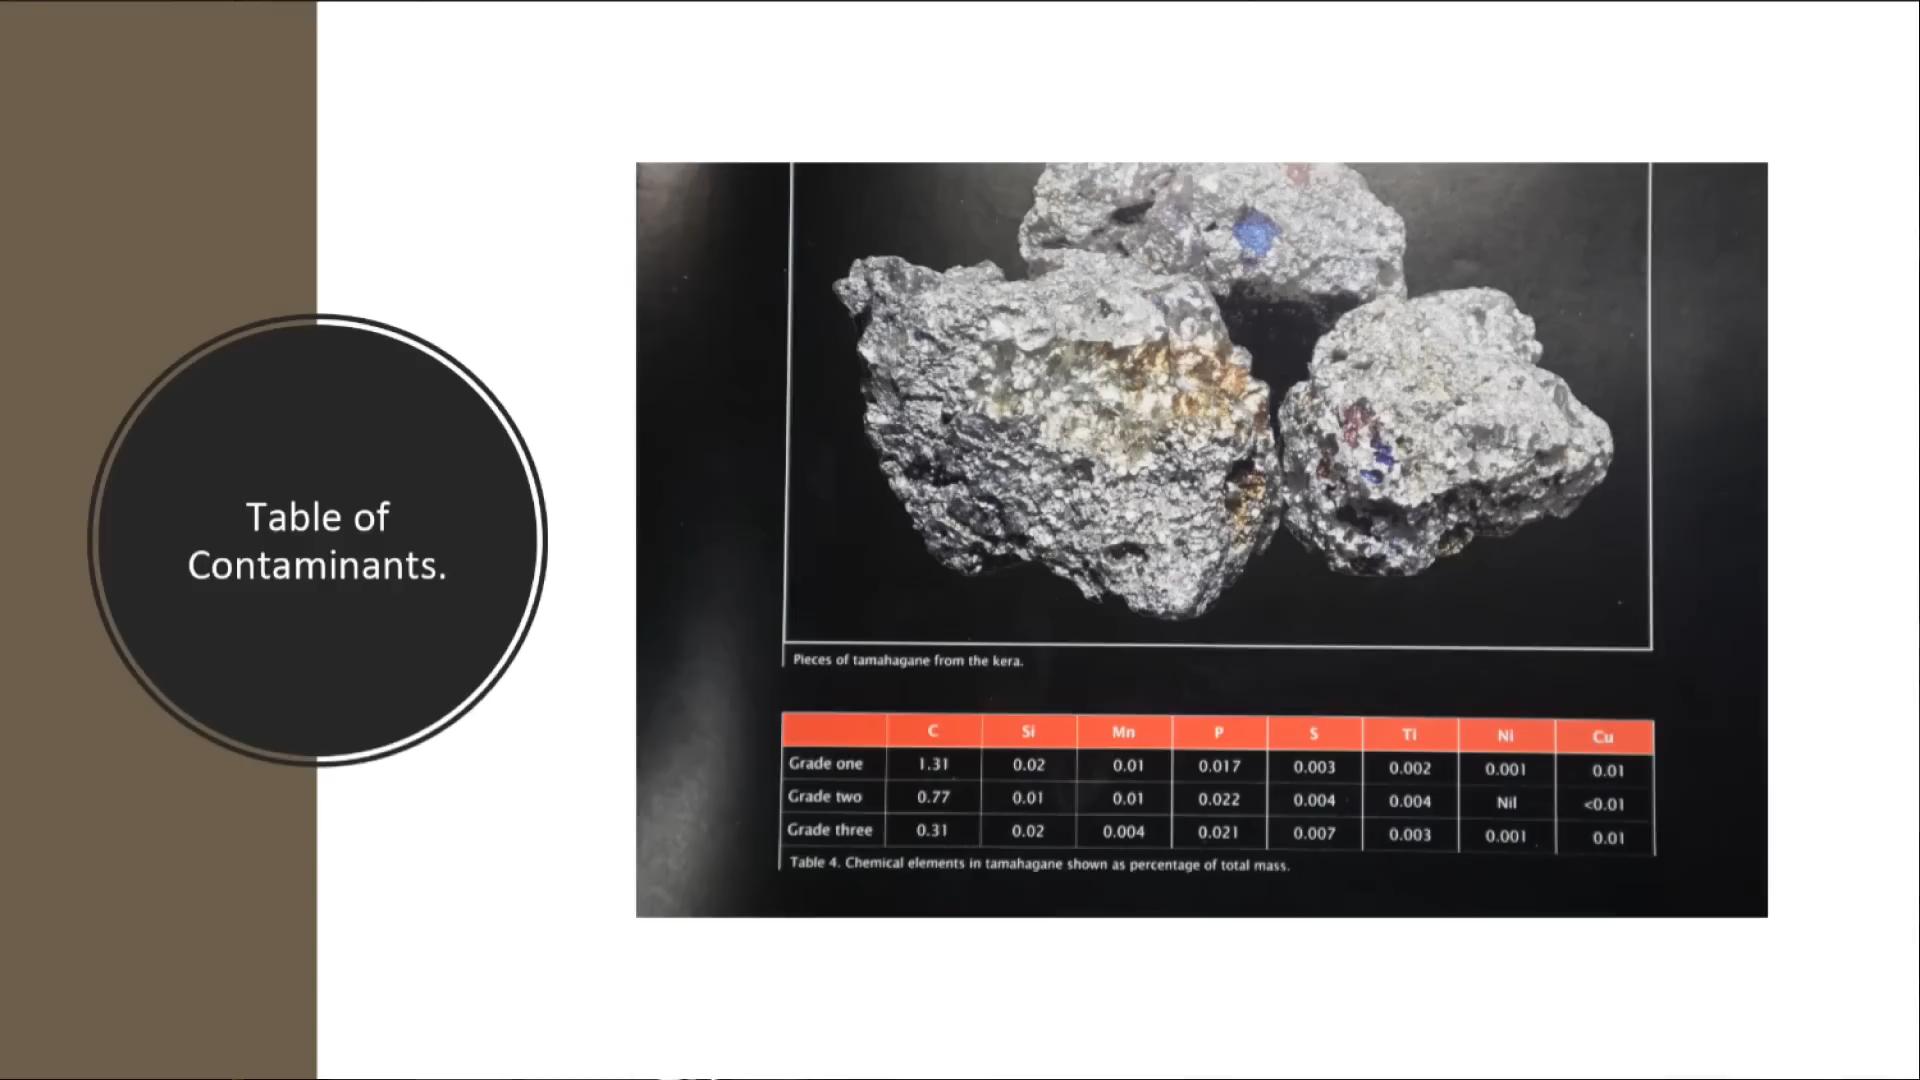 Table of
Contaminants.
Pieces of tamahagane from the kera.
C Si Mn P S Ti Ni Cu
Grade one 1.31 0.02 0.01 0.017 0.003 0.002 0.001 0.01
Grade two 0.77 0.01 0.01 0.022 0.004 0.004 Nil <0.01
Grade three 0.31 0.02 0.004 0.021 0.007 0.003 0.001 0.01
Table 4. Chemical elements in tamahagane shown as percentage of total mass.